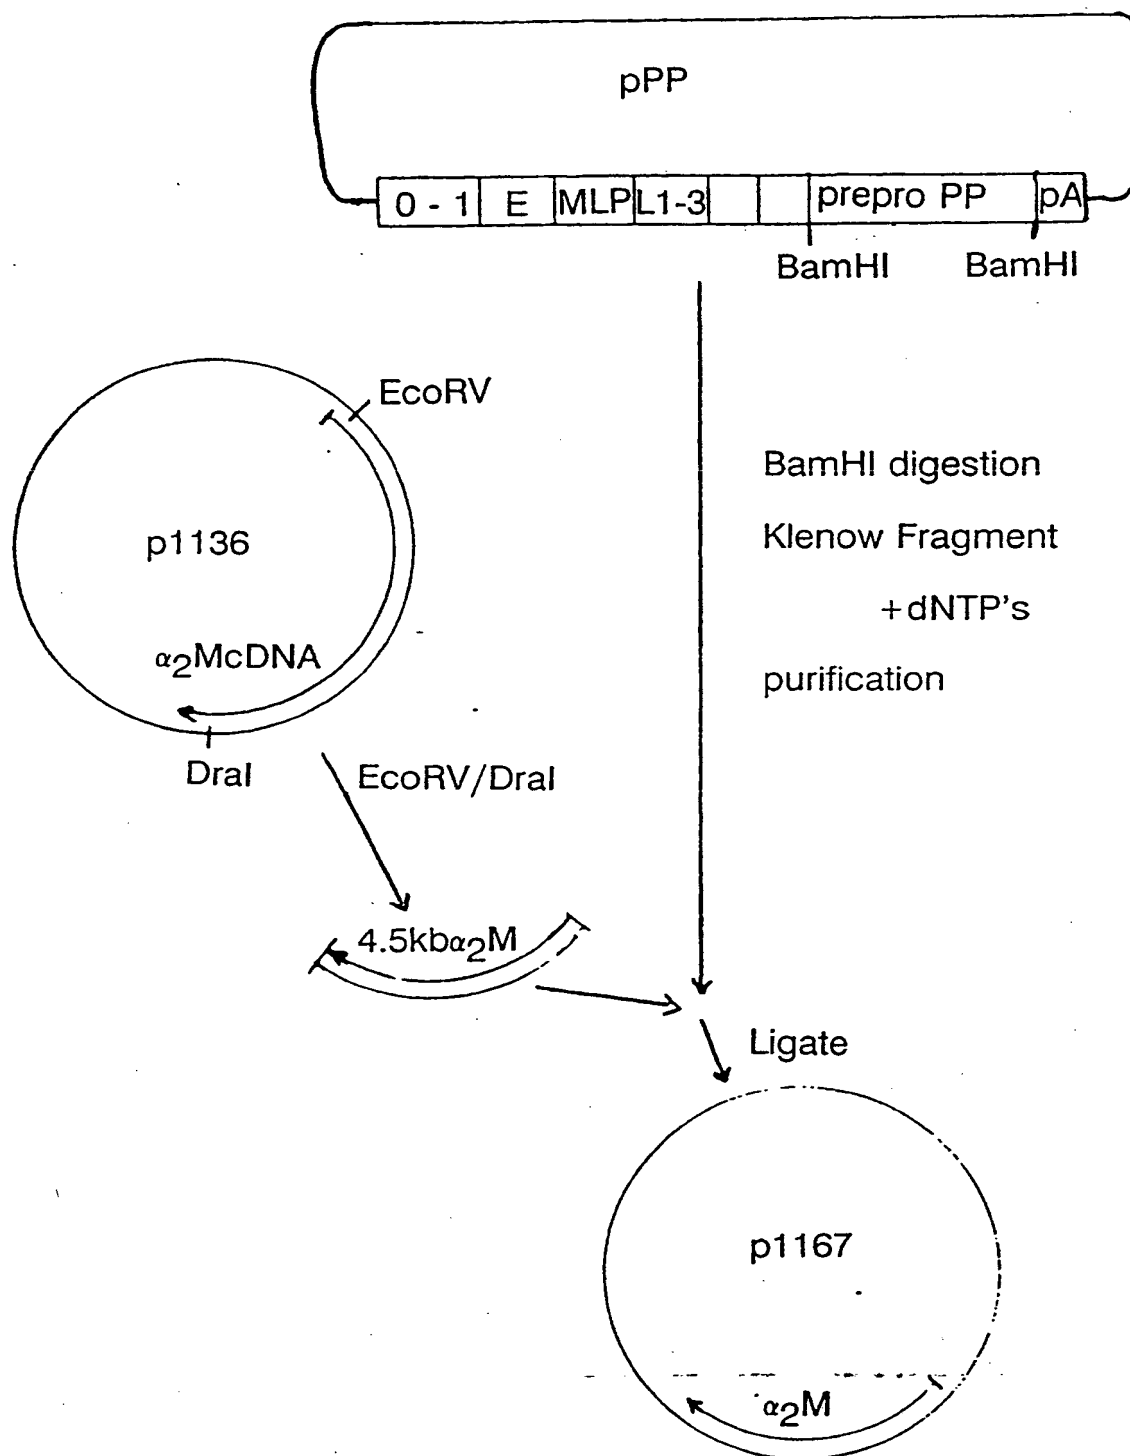 pPP
0 - 1 E MLP L1-3 prepro PP pA
BamHI BamHI
EcoRV
p1136
α2McDNA
DraI
BamHI digestion
Klenow Fragment
+dNTP's
purification
EcoRV/DraI
4.5kbα2M
Ligate
p1167
α2M